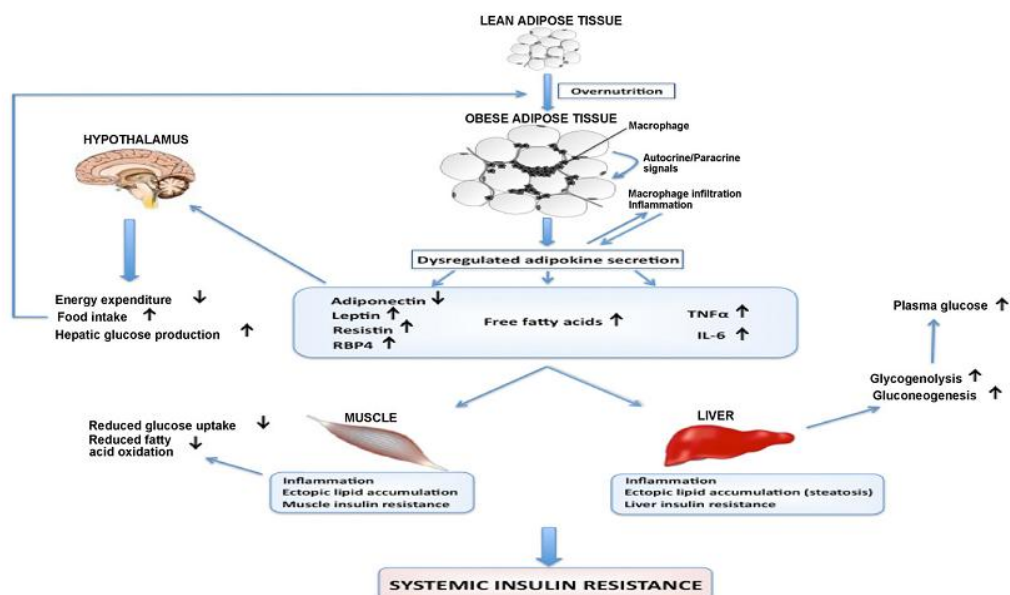 LEAN ADIPOSE TISSUE
Overnutrition
OBESE ADIPOSE TISSUE
Macrophage
HYPOTHALAMUS
Autocrine/Paracrine
signals
Macrophage infiltration
Inflammation
Dysregulated adipokine secretion
Energy expenditure ↓
Food intake ↑
Hepatic glucose production ↑
Adiponectin ↓
Leptin ↑
Resistin ↑
RBP4 ↑
Free fatty acids ↑
TNFα ↑
IL-6 ↑
Plasma glucose ↑
Glycogenolysis ↑
Gluconeogenesis ↑
MUSCLE
LIVER
Reduced glucose uptake ↓
Reduced fatty ↓
acid oxidation
Inflammation
Ectopic lipid accumulation
Muscle insulin resistance
Inflammation
Ectopic lipid accumulation (steatosis)
Liver insulin resistance
SYSTEMIC INSULIN RESISTANCE